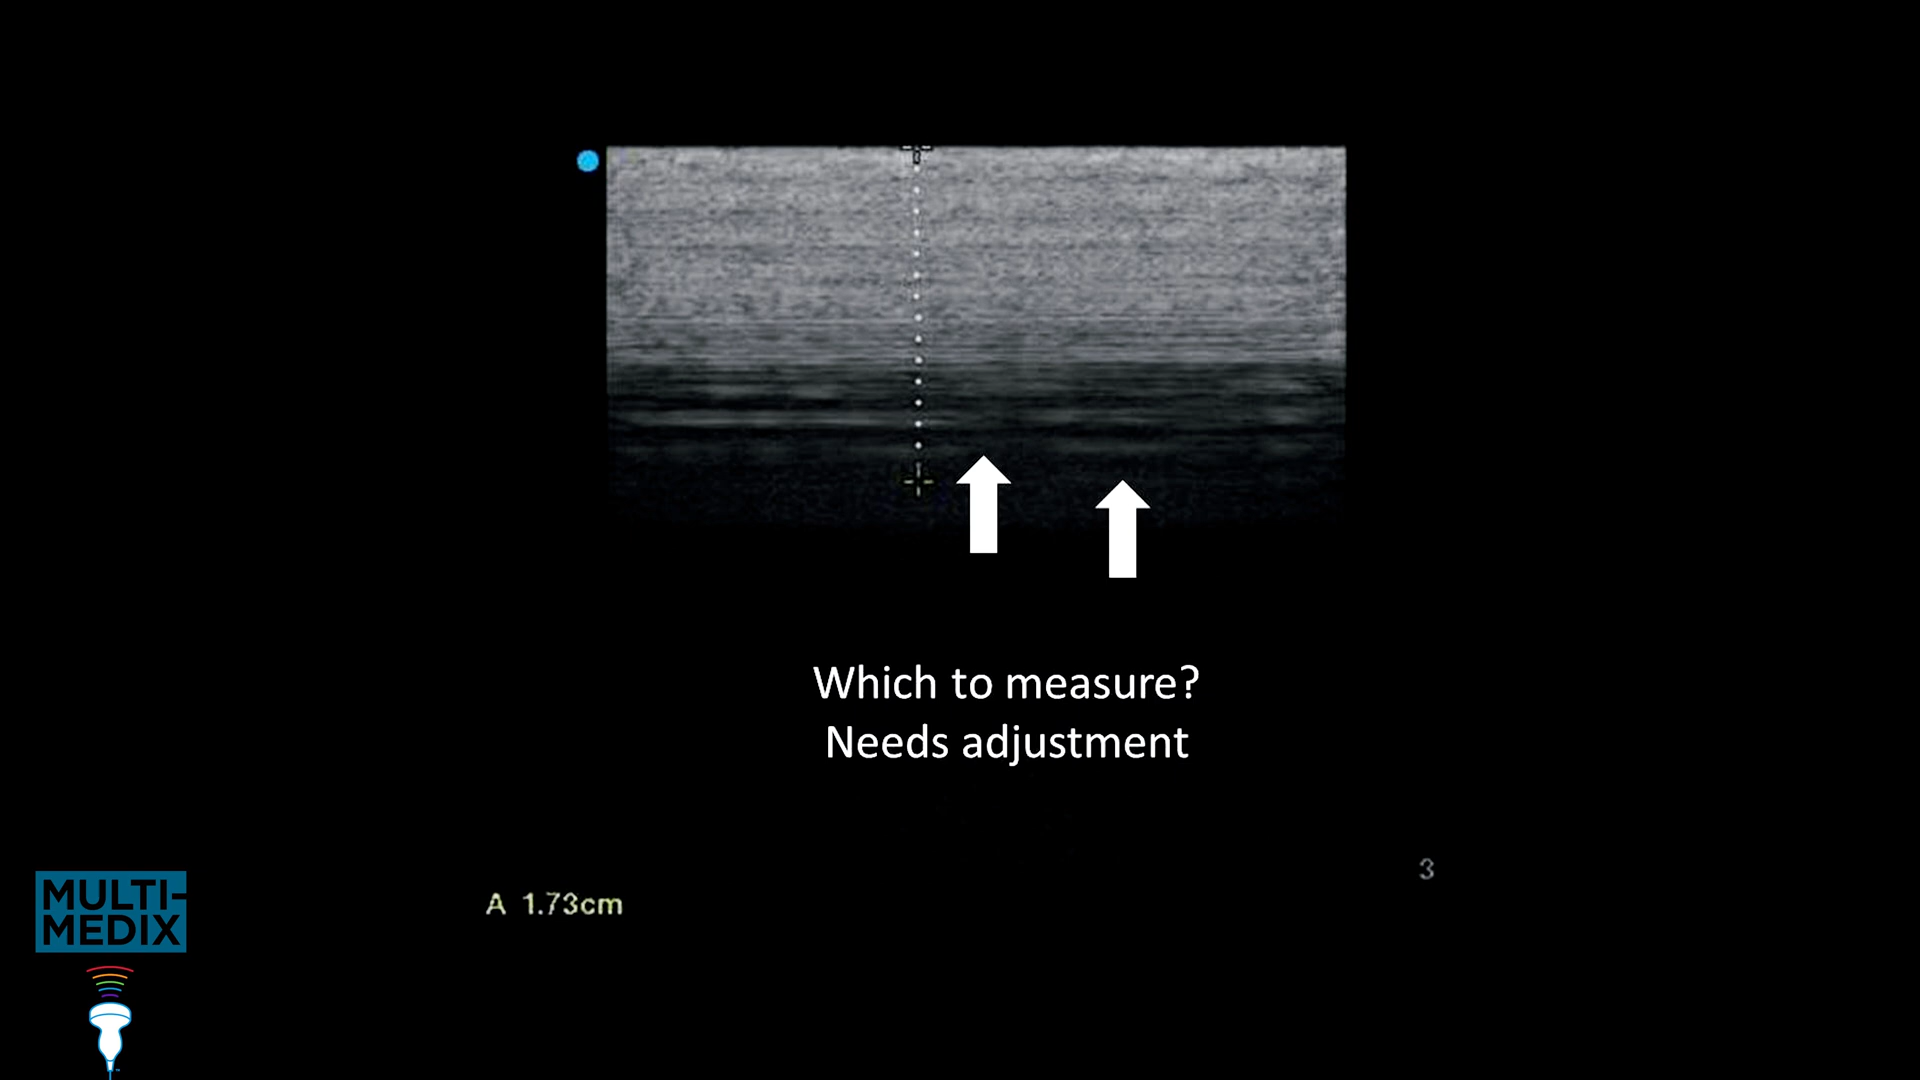 Which to measure?
Needs adjustment
3
A 1.73cm
MULTI-
MEDIX